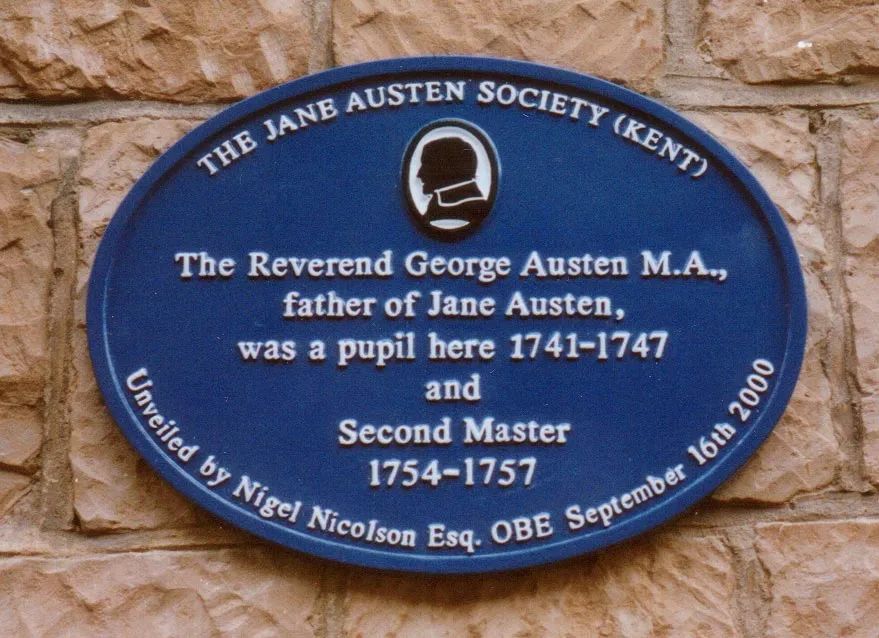 THE JANE AUSTEN SOCIETY (KENT)
The Reverend George Austen M.A.,
father of Jane Austen,
was a pupil here 1741-1747
and
Second Master
1754-1757
Unveiled by Nigel Nicolson Esq. OBE September 16th 2000